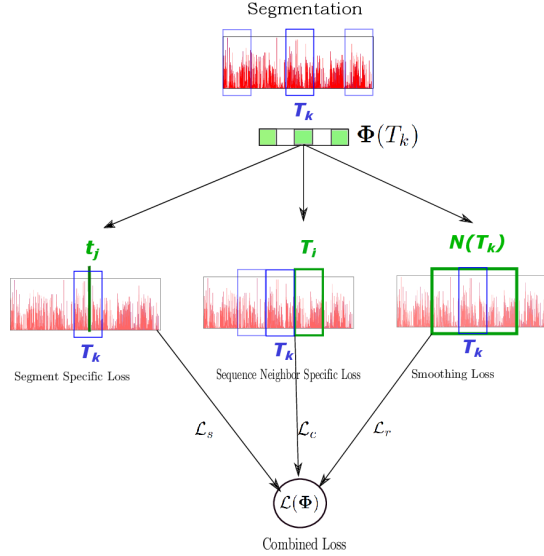 Segmentation
T_k
Φ(T_k)
t_j
T_i
N(T_k)
T_k
T_k
T_k
Segment Specific Loss
Sequence Neighbor Specific Loss
Smoothing Loss
ℒ_s
ℒ_c
ℒ_r
ℒ(Φ)
Combined Loss